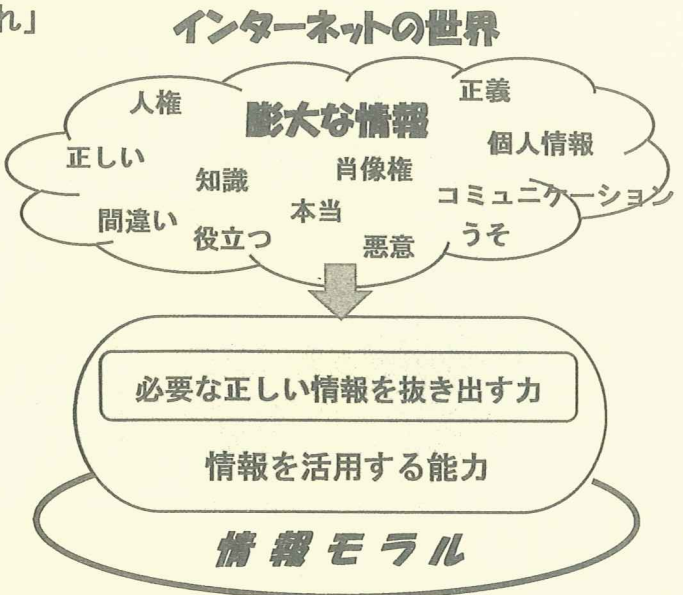 れ」
インターネットの世界
膨大な情報
人権
正義
正しい
個人情報
知識
肖像権
コミュニケーション
間違い
本当
役立つ
悪意
うそ
必要な正しい情報を抜き出す力
情報を活用する能力
情報モラル